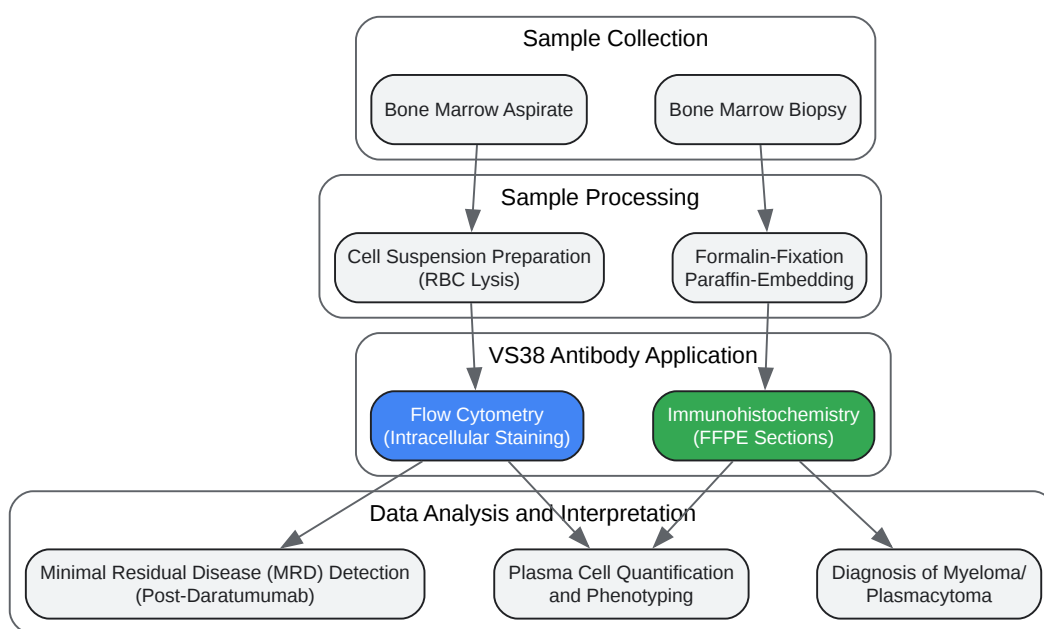 Sample Collection
Bone Marrow Aspirate
Bone Marrow Biopsy
Sample Processing
Cell Suspension Preparation
(RBC Lysis)
Formalin-Fixation
Paraffin-Embedding
VS38 Antibody Application
Flow Cytometry
(Intracellular Staining)
Immunohistochemistry
(FFPE Sections)
Data Analysis and Interpretation
Minimal Residual Disease (MRD) Detection
(Post-Daratumumab)
Plasma Cell Quantification
and Phenotyping
Diagnosis of Myeloma/
Plasmacytoma